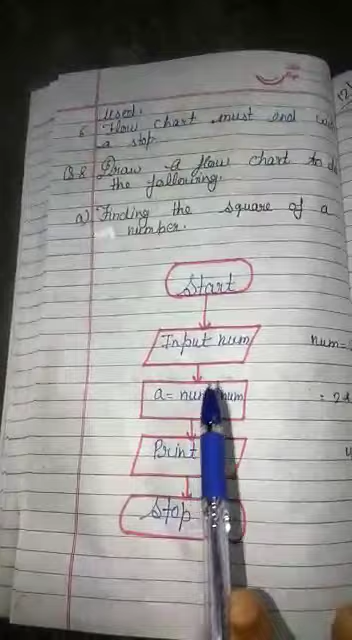 used.
6. Flow chart must end with
a stop.
Q.8 Draw a flow chart to do
the following.
a) Finding the square of a
number.
Start
Input num
num=
a = num num
Print
Stop